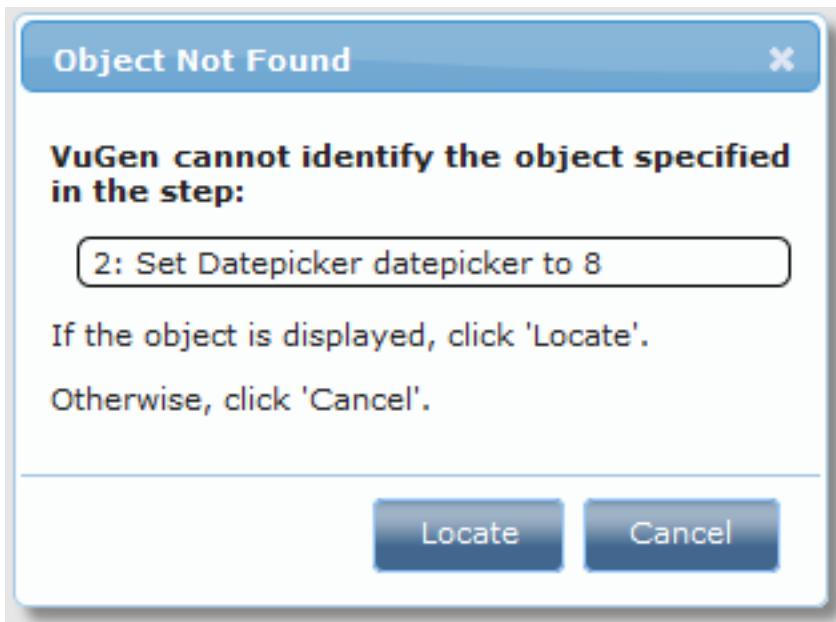 Object Not Found
VuGen cannot identify the object specified
in the step:
2: Set Datepicker datepicker to 8
If the object is displayed, click 'Locate'.
Otherwise, click 'Cancel'.
Locate
Cancel